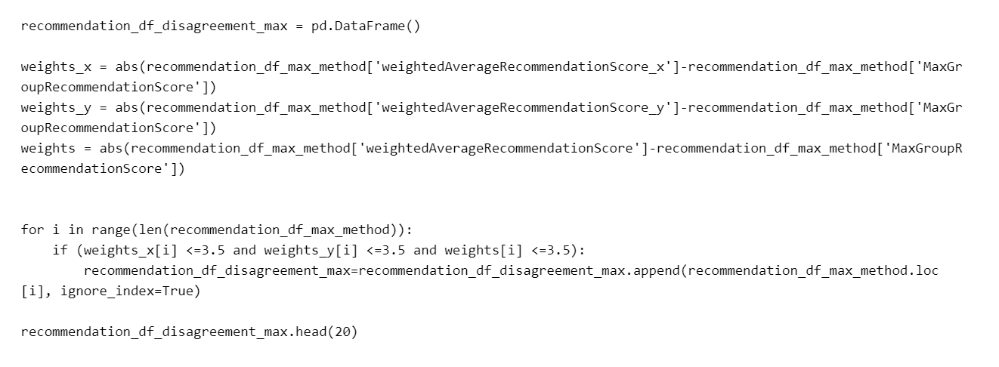 recommendation_df_disagreement_max = pd.DataFrame()
weights_x = abs(recommendation_df_max_method['weightedAverageRecommendationScore_x']-recommendation_df_max_method['MaxGr
oupRecommendationScore'])
weights_y = abs(recommendation_df_max_method['weightedAverageRecommendationScore_y']-recommendation_df_max_method['MaxGr
oupRecommendationScore'])
weights = abs(recommendation_df_max_method['weightedAverageRecommendationScore']-recommendation_df_max_method['MaxGroupR
ecommendationScore'])
for i in range(len(recommendation_df_max_method)):
    if (weights_x[i] <=3.5 and weights_y[i] <=3.5 and weights[i] <=3.5):
        recommendation_df_disagreement_max=recommendation_df_disagreement_max.append(recommendation_df_max_method.loc
[i], ignore_index=True)
recommendation_df_disagreement_max.head(20)